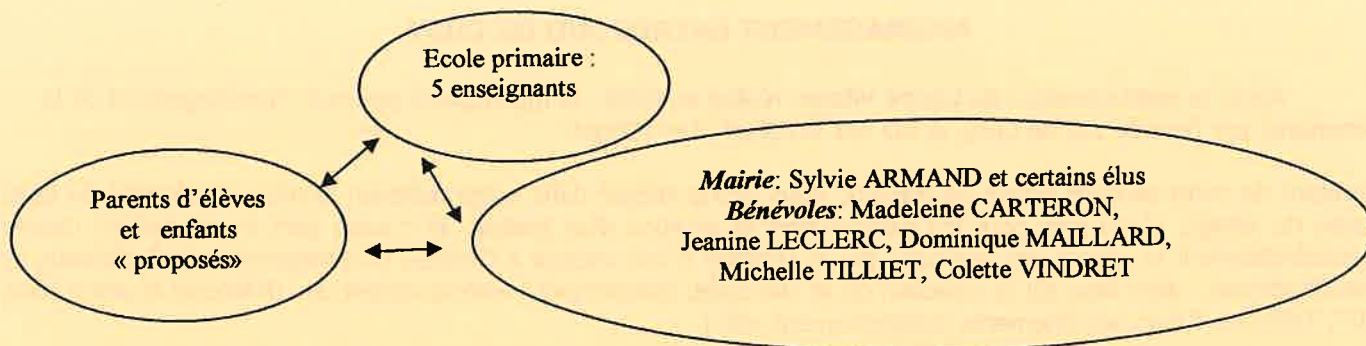 Ecole primaire :
5 enseignants
Parents d'élèves
et enfants
« proposés»
Mairie: Sylvie ARMAND et certains élus
Bénévoles: Madeleine CARTERON,
Jeanine LECLERC, Dominique MAILLARD,
Michelle TILLIET, Colette VINDRET